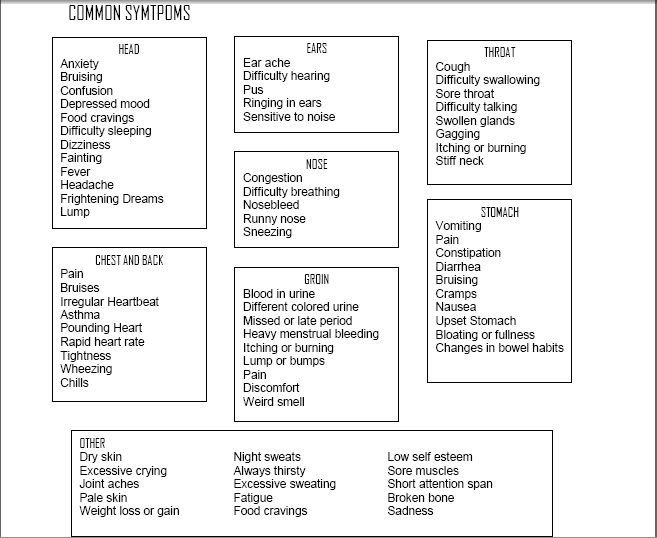 COMMON SYMTPOMS
HEAD
Anxiety
Bruising
Confusion
Depressed mood
Food cravings
Difficulty sleeping
Dizziness
Fainting
Fever
Headache
Frightening Dreams
Lump
EARS
Ear ache
Difficulty hearing
Pus
Ringing in ears
Sensitive to noise
THROAT
Cough
Difficulty swallowing
Sore throat
Difficulty talking
Swollen glands
Gagging
Itching or burning
Stiff neck
NOSE
Congestion
Difficulty breathing
Nosebleed
Runny nose
Sneezing
STOMACH
Vomiting
Pain
Constipation
Diarrhea
Bruising
Cramps
Nausea
Upset Stomach
Bloating or fullness
Changes in bowel habits
CHEST AND BACK
Pain
Bruises
Irregular Heartbeat
Asthma
Pounding Heart
Rapid heart rate
Tightness
Wheezing
Chills
GROIN
Blood in urine
Different colored urine
Missed or late period
Heavy menstrual bleeding
Itching or burning
Lump or bumps
Pain
Discomfort
Weird smell
OTHER
Dry skin
Excessive crying
Joint aches
Pale skin
Weight loss or gain
Night sweats
Always thirsty
Excessive sweating
Fatigue
Food cravings
Low self esteem
Sore muscles
Short attention span
Broken bone
Sadness